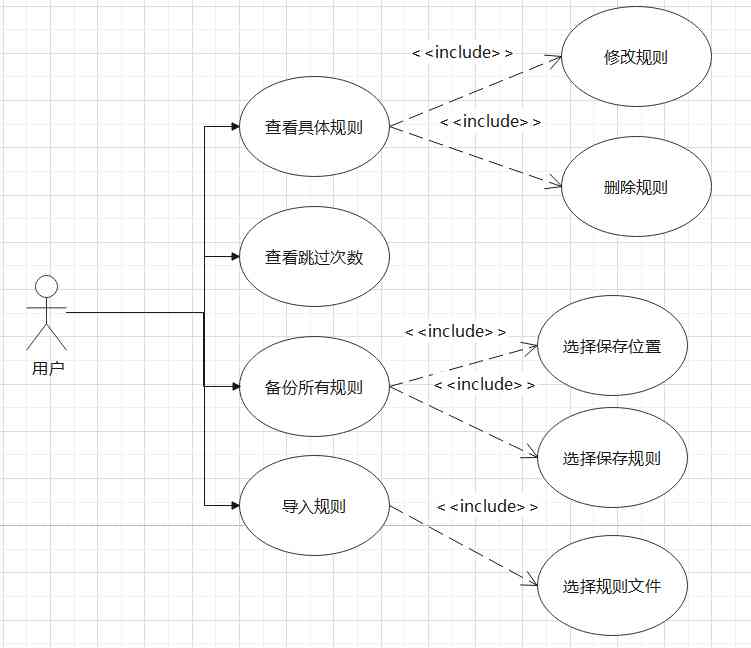 <<include>>
修改规则
查看具体规则
<<include>>
删除规则
查看跳过次数
用户
<<include>>
选择保存位置
备份所有规则
<<include>>
选择保存规则
导入规则
<<include>>
选择规则文件